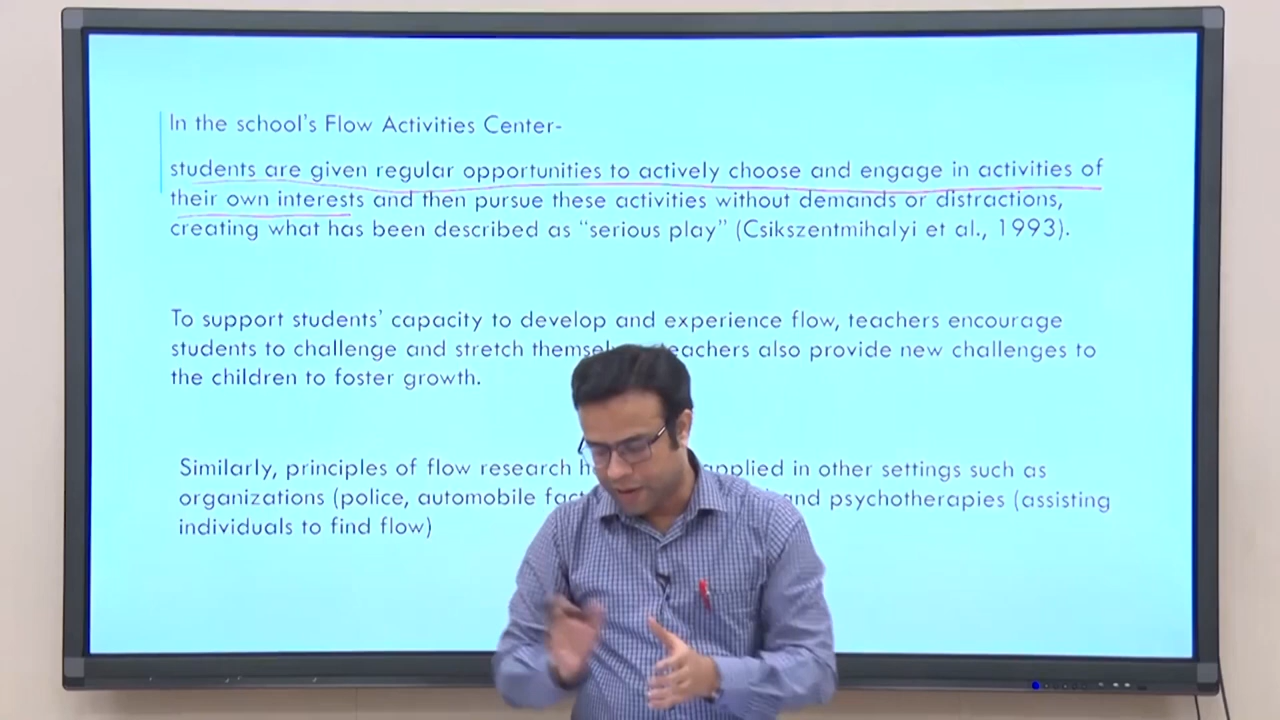 In the school's Flow Activities Center-
students are given regular opportunities to actively choose and engage in activities of
their own interests and then pursue these activities without demands or distractions,
creating what has been described as "serious play" (Csikszentmihalyi et al., 1993).
To support students' capacity to develop and experience flow, teachers encourage
students to challenge and stretch teachers also provide new challenges to
the children to foster growth.
Similarly, principles of flow research applied in other settings such as
organizations (police, automobile and psychotherapies (assisting
individuals to find flow)